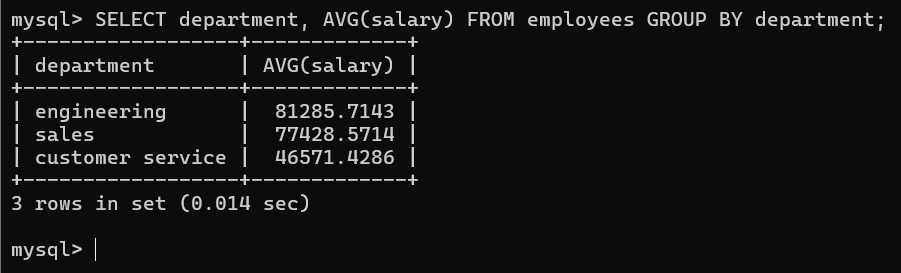 mysql> SELECT department, AVG(salary) FROM employees GROUP BY department;
+------------------+-------------+
| department       | AVG(salary) |
+------------------+-------------+
| engineering      |  81285.7143 |
| sales            |  77428.5714 |
| customer service |  46571.4286 |
+------------------+-------------+
3 rows in set (0.014 sec)
mysql>